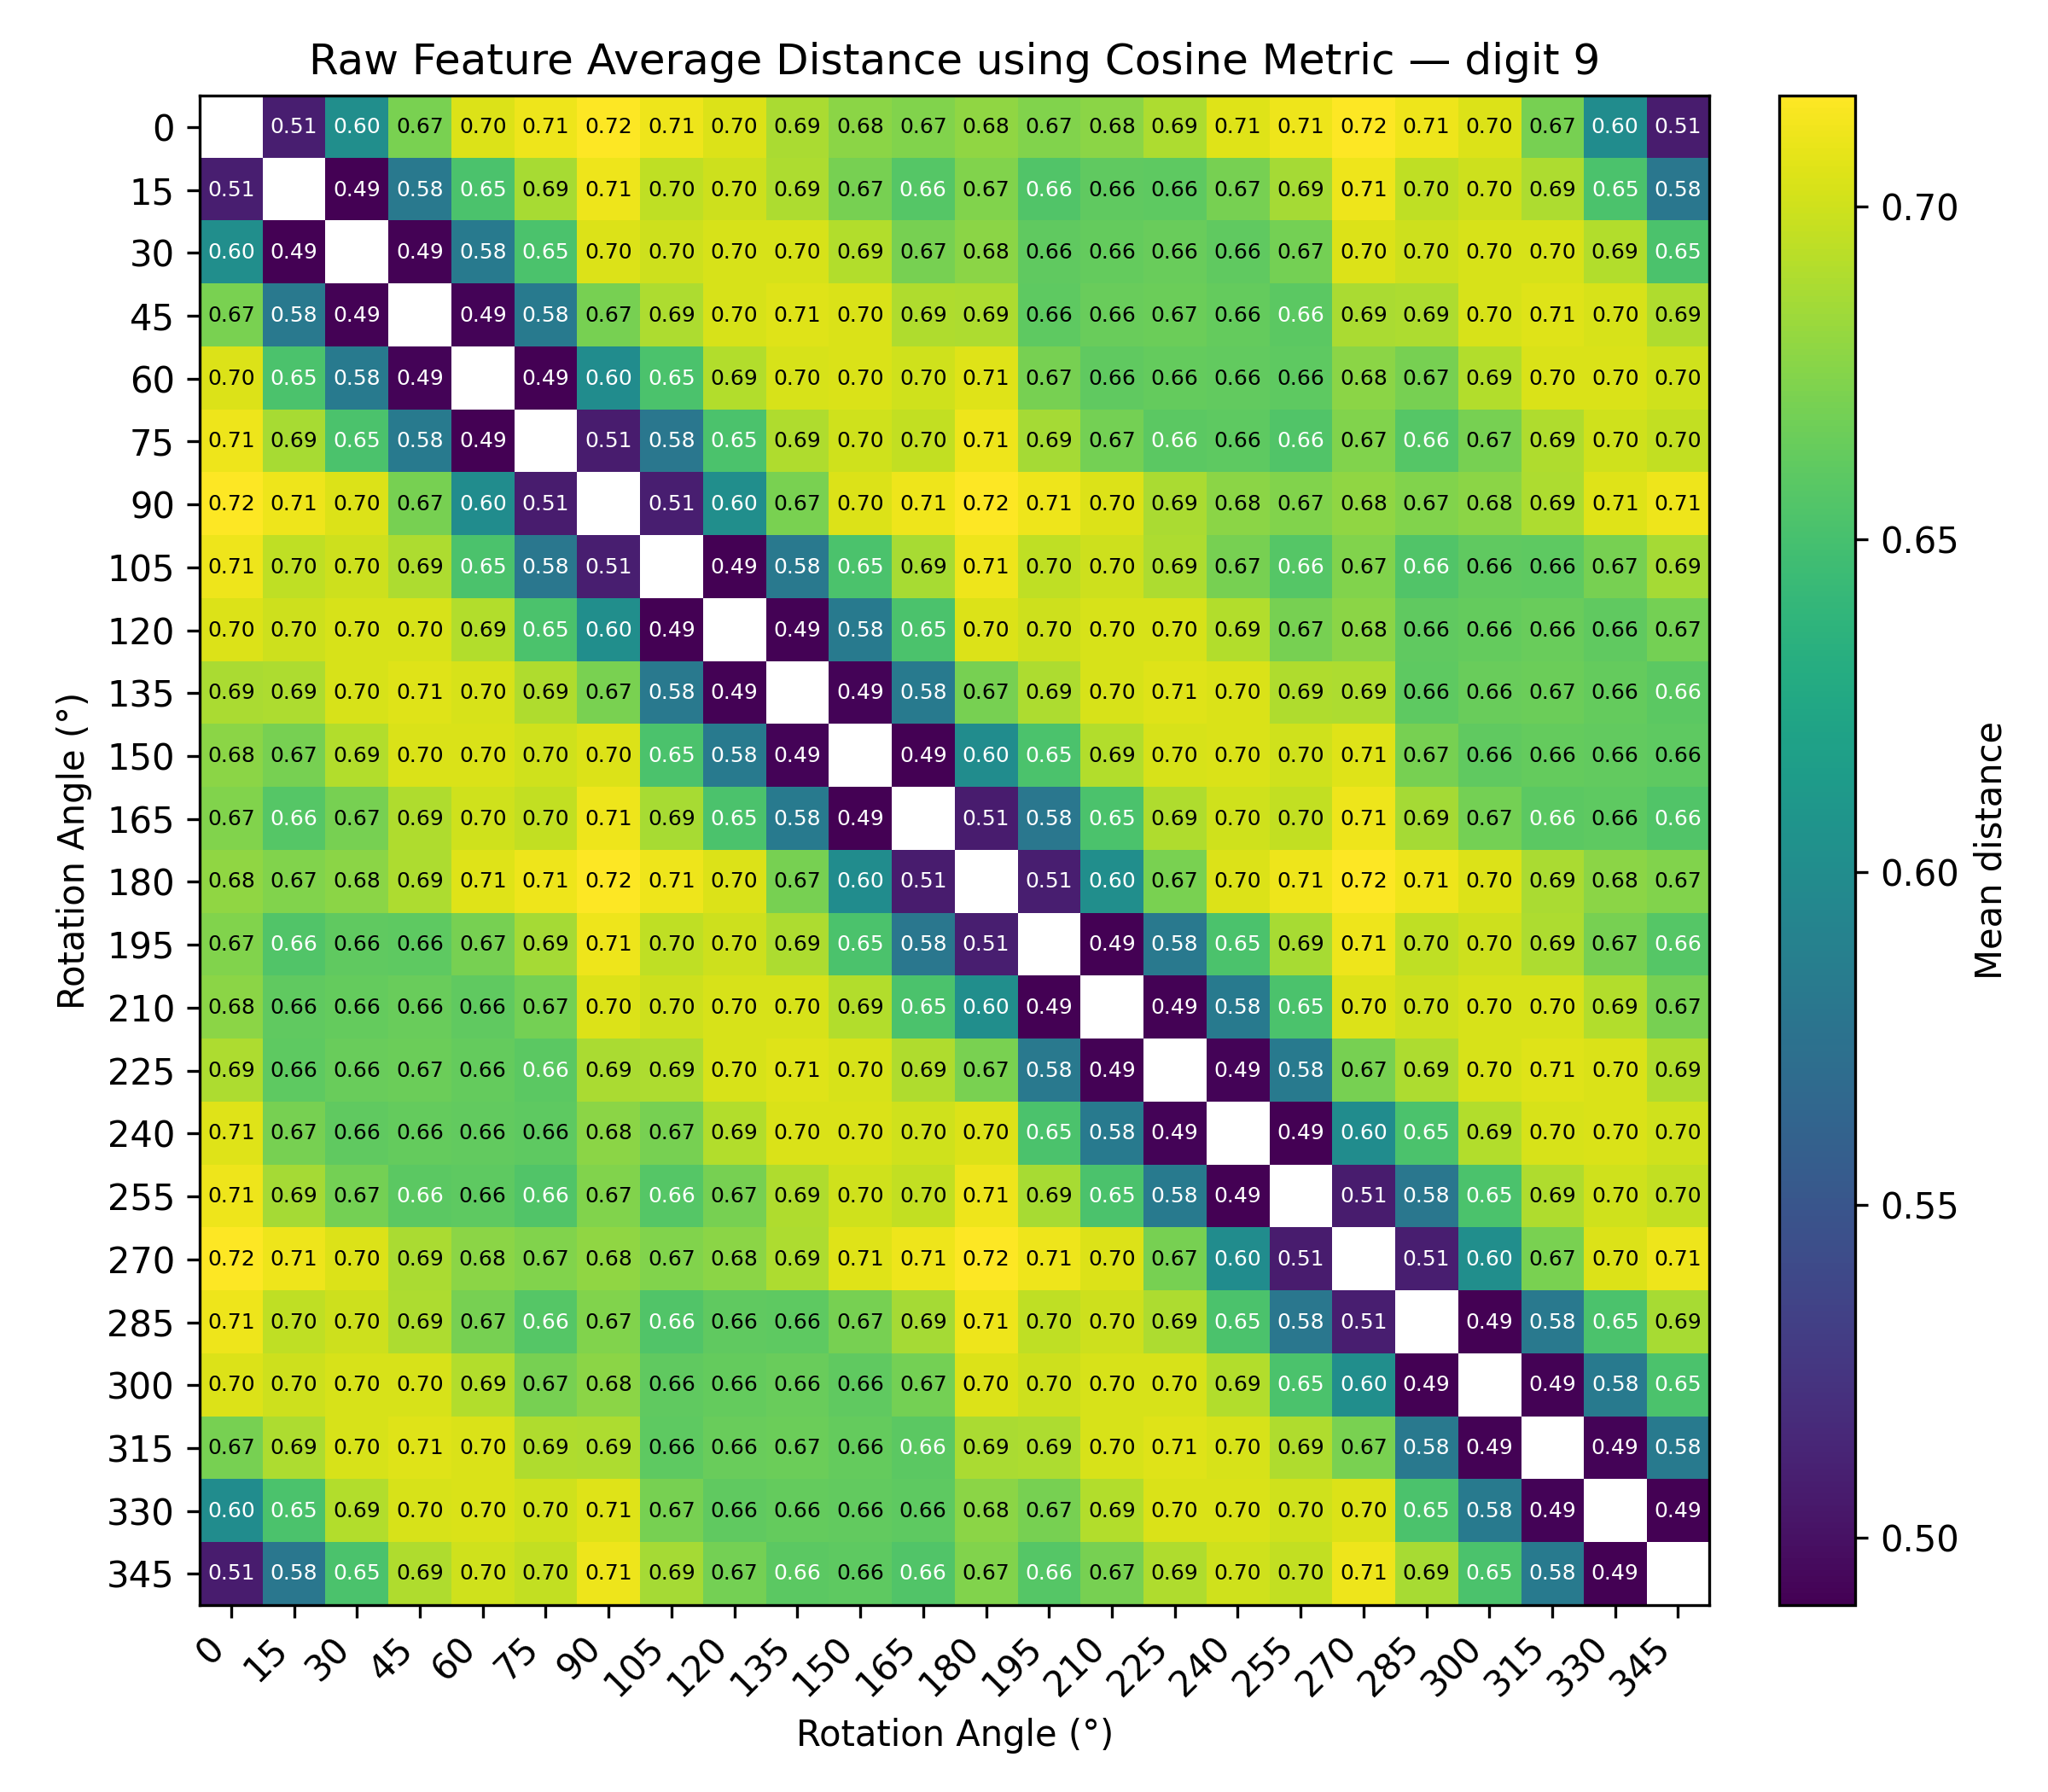 Raw Feature Average Distance using Cosine Metric — digit 9
0 0.51 0.60 0.67 0.70 0.71 0.72 0.71 0.70 0.69 0.68 0.67 0.68 0.67 0.68 0.69 0.71 0.71 0.72 0.71 0.70 0.67 0.60 0.51
15 0.51 0.49 0.58 0.65 0.69 0.71 0.70 0.70 0.69 0.67 0.66 0.67 0.66 0.66 0.66 0.67 0.69 0.71 0.70 0.70 0.69 0.65 0.58
30 0.60 0.49 0.49 0.58 0.65 0.70 0.70 0.70 0.70 0.69 0.67 0.68 0.66 0.66 0.66 0.66 0.67 0.70 0.70 0.70 0.70 0.69 0.65
45 0.67 0.58 0.49 0.49 0.58 0.67 0.69 0.70 0.71 0.70 0.69 0.69 0.66 0.66 0.67 0.66 0.66 0.69 0.69 0.70 0.71 0.70 0.69
60 0.70 0.65 0.58 0.49 0.49 0.60 0.65 0.69 0.70 0.70 0.70 0.71 0.67 0.66 0.66 0.66 0.66 0.68 0.67 0.69 0.70 0.70 0.70
75 0.71 0.69 0.65 0.58 0.49 0.51 0.58 0.65 0.69 0.70 0.70 0.71 0.69 0.67 0.66 0.66 0.66 0.67 0.66 0.67 0.69 0.70 0.70
90 0.72 0.71 0.70 0.67 0.60 0.51 0.51 0.60 0.67 0.70 0.71 0.72 0.71 0.70 0.69 0.68 0.67 0.68 0.67 0.68 0.69 0.71 0.71
105 0.71 0.70 0.70 0.69 0.65 0.58 0.51 0.49 0.58 0.65 0.69 0.71 0.70 0.70 0.69 0.67 0.66 0.67 0.66 0.66 0.66 0.67 0.69
120 0.70 0.70 0.70 0.70 0.69 0.65 0.60 0.49 0.49 0.58 0.65 0.70 0.70 0.70 0.70 0.69 0.67 0.68 0.66 0.66 0.66 0.66 0.67
135 0.69 0.69 0.70 0.71 0.70 0.69 0.67 0.58 0.49 0.49 0.58 0.67 0.69 0.70 0.71 0.70 0.69 0.69 0.66 0.66 0.67 0.66 0.66
150 0.68 0.67 0.69 0.70 0.70 0.70 0.70 0.65 0.58 0.49 0.49 0.60 0.65 0.69 0.70 0.70 0.70 0.71 0.67 0.66 0.66 0.66 0.66
165 0.67 0.66 0.67 0.69 0.70 0.70 0.71 0.69 0.65 0.58 0.49 0.51 0.58 0.65 0.69 0.70 0.70 0.71 0.69 0.67 0.66 0.66 0.66
180 0.68 0.67 0.68 0.69 0.71 0.71 0.72 0.71 0.70 0.67 0.60 0.51 0.51 0.60 0.67 0.70 0.71 0.72 0.71 0.70 0.69 0.68 0.67
195 0.67 0.66 0.66 0.66 0.67 0.69 0.71 0.70 0.70 0.69 0.65 0.58 0.51 0.49 0.58 0.65 0.69 0.71 0.70 0.70 0.69 0.67 0.66
210 0.68 0.66 0.66 0.66 0.66 0.67 0.70 0.70 0.70 0.70 0.69 0.65 0.60 0.49 0.49 0.58 0.65 0.70 0.70 0.70 0.70 0.69 0.67
225 0.69 0.66 0.66 0.67 0.66 0.66 0.69 0.69 0.70 0.71 0.70 0.69 0.67 0.58 0.49 0.49 0.58 0.67 0.69 0.70 0.71 0.70 0.69
240 0.71 0.67 0.66 0.66 0.66 0.66 0.68 0.67 0.69 0.70 0.70 0.70 0.70 0.65 0.58 0.49 0.49 0.60 0.65 0.69 0.70 0.70 0.70
255 0.71 0.69 0.67 0.66 0.66 0.66 0.67 0.66 0.67 0.69 0.70 0.70 0.71 0.69 0.65 0.58 0.49 0.51 0.58 0.65 0.69 0.70 0.70
270 0.72 0.71 0.70 0.69 0.68 0.67 0.68 0.67 0.68 0.69 0.71 0.71 0.72 0.71 0.70 0.67 0.60 0.51 0.51 0.60 0.67 0.70 0.71
285 0.71 0.70 0.70 0.69 0.67 0.66 0.67 0.66 0.66 0.66 0.67 0.69 0.71 0.70 0.70 0.69 0.65 0.58 0.51 0.49 0.58 0.65 0.69
300 0.70 0.70 0.70 0.70 0.69 0.67 0.68 0.66 0.66 0.66 0.66 0.67 0.70 0.70 0.70 0.70 0.69 0.65 0.60 0.49 0.49 0.58 0.65
315 0.67 0.69 0.70 0.71 0.70 0.69 0.69 0.66 0.66 0.67 0.66 0.66 0.69 0.69 0.70 0.71 0.70 0.69 0.67 0.58 0.49 0.49 0.58
330 0.60 0.65 0.69 0.70 0.70 0.70 0.71 0.67 0.66 0.66 0.66 0.66 0.68 0.67 0.69 0.70 0.70 0.70 0.70 0.65 0.58 0.49 0.49
345 0.51 0.58 0.65 0.69 0.70 0.70 0.71 0.69 0.67 0.66 0.66 0.66 0.67 0.66 0.67 0.69 0.70 0.70 0.71 0.69 0.65 0.58 0.49
0 15 30 45 60 75 90 105 120 135 150 165 180 195 210 225 240 255 270 285 300 315 330 345
Rotation Angle (°)
Rotation Angle (°)
0.70
0.65
0.60
0.55
0.50
Mean distance